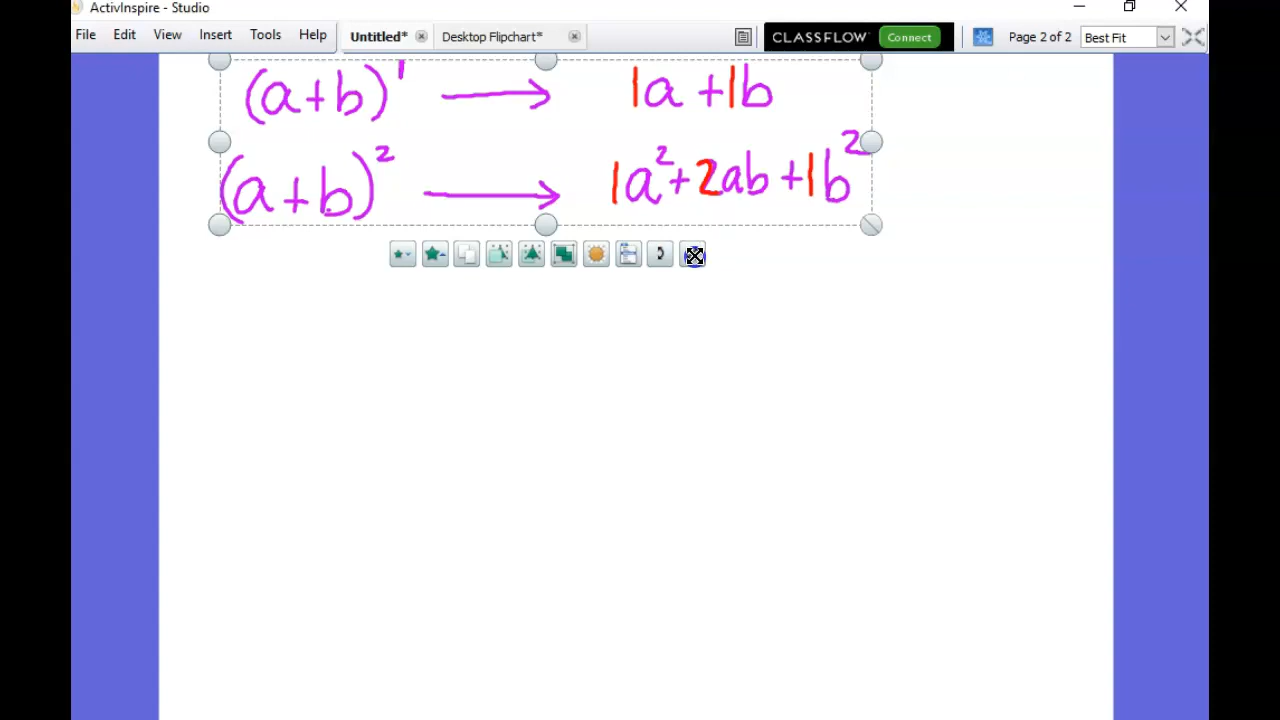 ActivInspire - Studio
File Edit View Insert Tools Help Untitled* Desktop Flipchart* CLASSFLOW Connect Page 2 of 2 Best Fit
(a+b)¹ → 1a + 1b
(a+b)² → 1a² + 2ab + 1b²